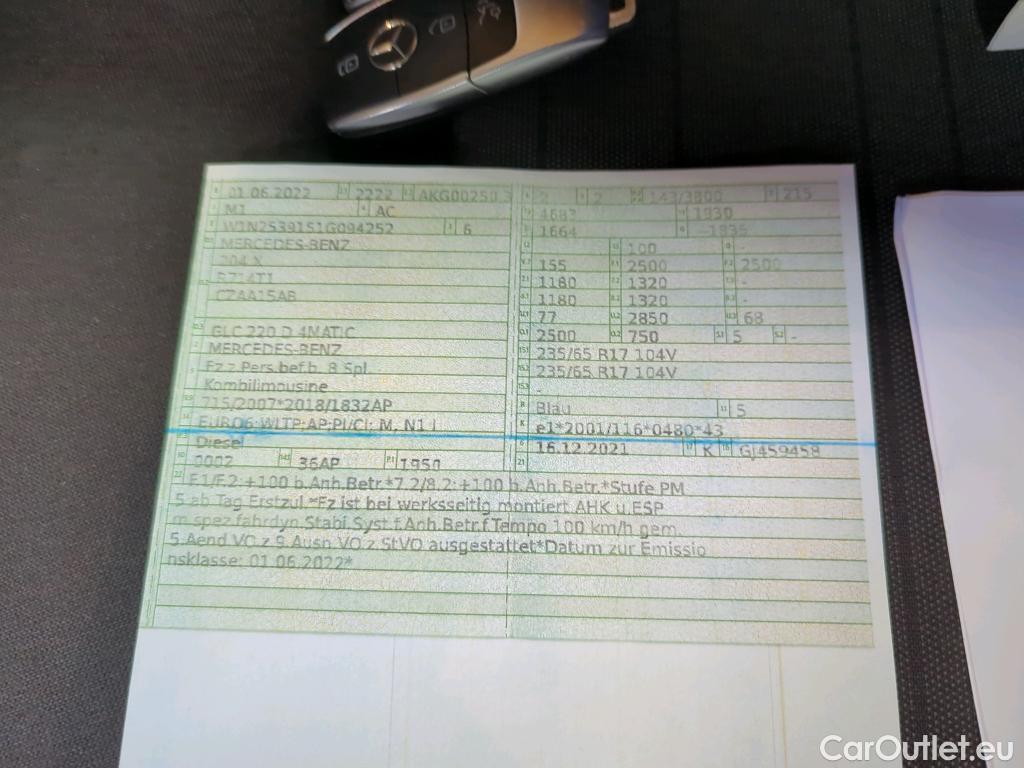 01.06.2022 2222 AKG00250 3
M1 AC
W1N2539151G094252 6
MERCEDES-BENZ
204 X
R714T1
CZAA15A8
GLC 220 D 4MATIC
MERCEDES-BENZ
Fz.z.Pers.bef.b. 8 Spl.
Kombilimousine
715/2007*2018/1832AP
EURO6;WLTP;AP;PI/CI; M, N1 I
Diesel
0002 36AP 1950
2 2 143/3800 215
4683 1930
1664 -1935
100 -
155 2500 2500
1180 1320 -
1180 1320 -
77 2850 68
2500 750 5 -
235/65 R17 104V
235/65 R17 104V
-
Blau 5
e1*2001/116*0480*43
16.12.2021 K GJ459458
F.1/F.2: +100 b.Anh.Betr.*7.2/8.2: +100 b.Anh.Betr.*Stufe PM
5 ab Tag Erstzul.*Fz ist bei werksseitig montiert AHK u.ESP
m.spez.fahrdyn.Stabi.Syst.f.Anh.Betr.f.Tempo 100 km/h gem.
5.Aend.VO.z.9.Ausn.VO.z.StVO ausgestattet*Datum zur Emissio
nsklasse: 01.06.2022*
CarOutlet.eu